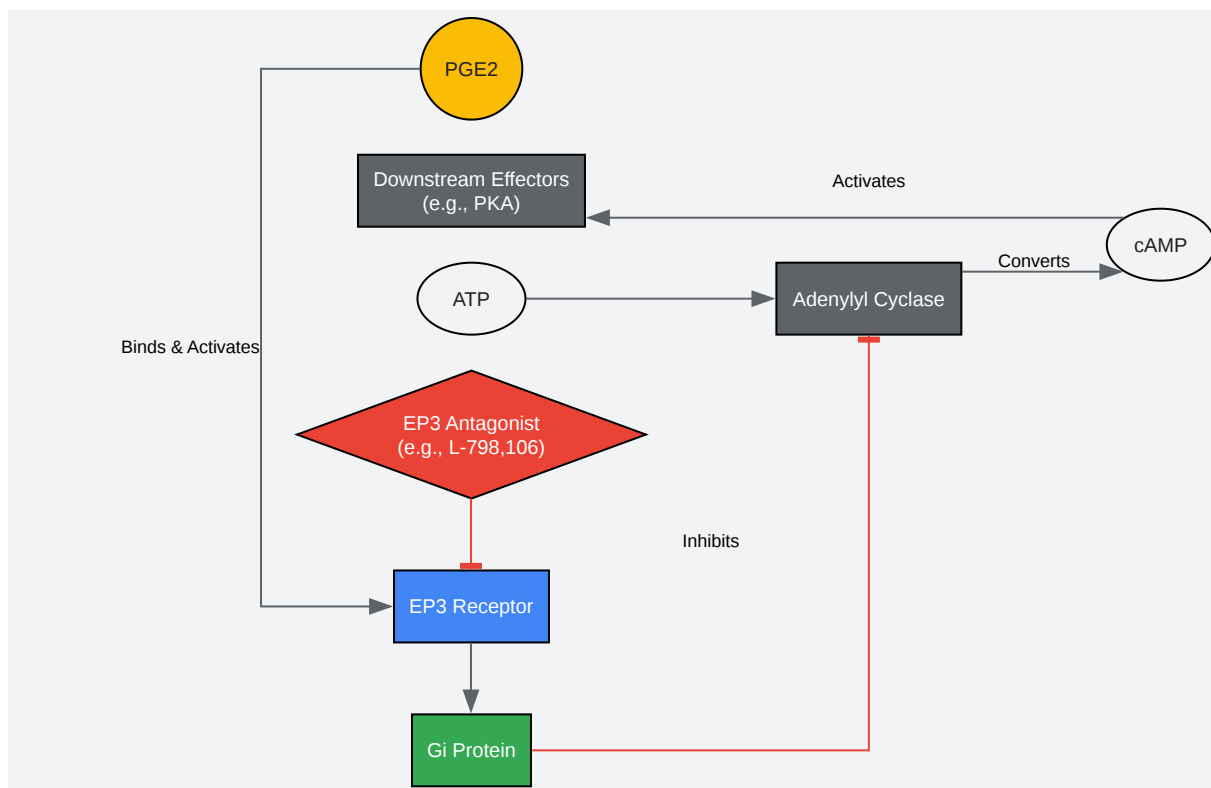 PGE2
Downstream Effectors
(e.g., PKA)
Activates
cAMP
Converts
ATP
Adenylyl Cyclase
Binds & Activates
EP3 Antagonist
(e.g., L-798,106)
Inhibits
EP3 Receptor
Gi Protein